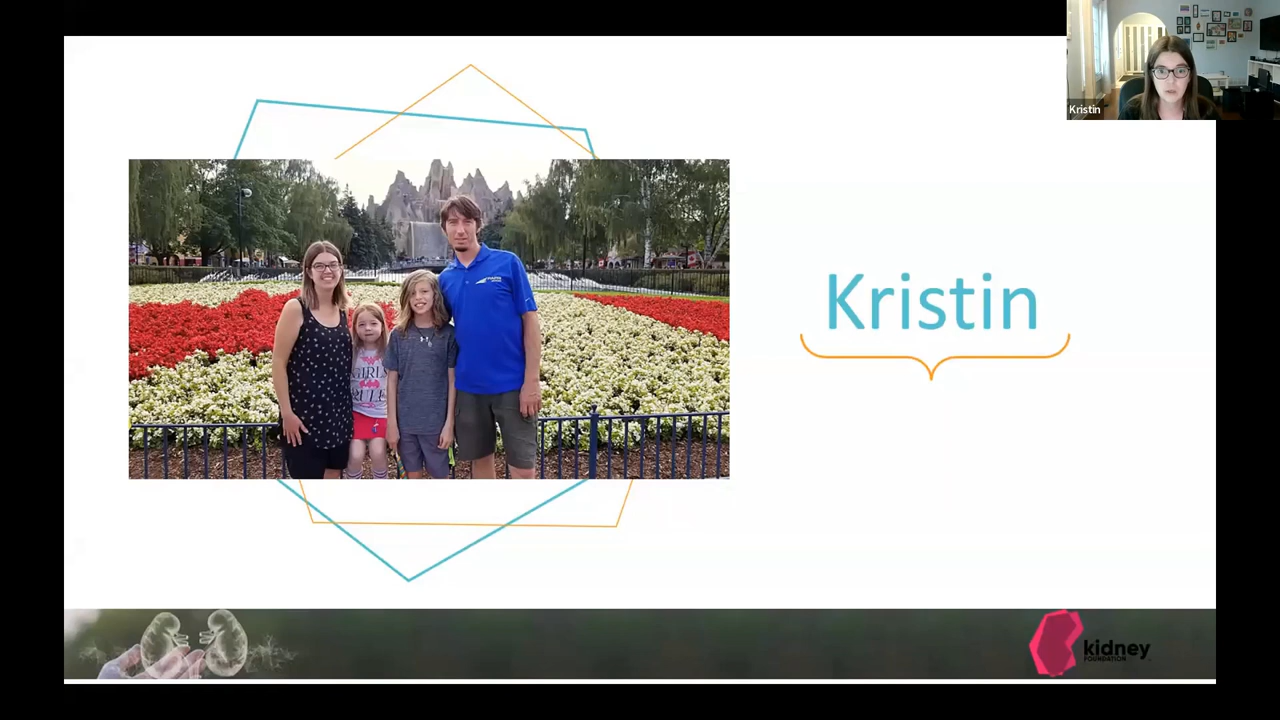 Kristin
Kristin
GIRLS
RULE
kidney
FOUNDATION